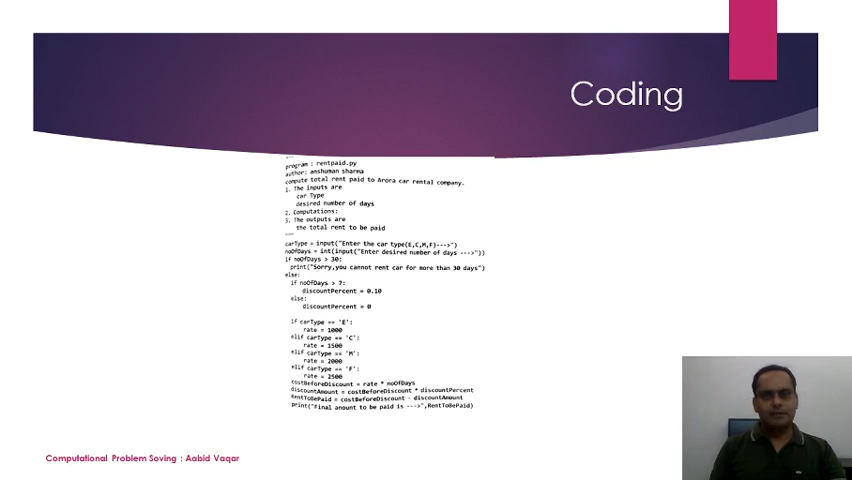 Coding
"""
program : rentpaid.py
author: anshuman sharma
compute total rent paid to Arora car rental company.
1. The inputs are
car Type
desired number of days
2. Computations:
3. The outputs are
the total rent to be paid
"""
carType = input("Enter the car type(E,C,M,F)--->")
noOfDays = int(input("Enter desired number of days --->"))
if noOfDays > 30:
print("Sorry,you cannot rent car for more than 30 days")
else:
if noOfDays > 7:
discountPercent = 0.10
else:
discountPercent = 0
if carType == 'E':
rate = 1000
elif carType == 'C':
rate = 1500
elif carType == 'M':
rate = 2000
elif carType == 'F':
rate = 2500
costBeforeDiscount = rate * noOfDays
discountAmount = costBeforeDiscount * discountPercent
RentToBePaid = costBeforeDiscount - discountAmount
print("Final anount to be paid is --->",RentToBePaid)
Computational Problem Soving : Aabid Vaqar